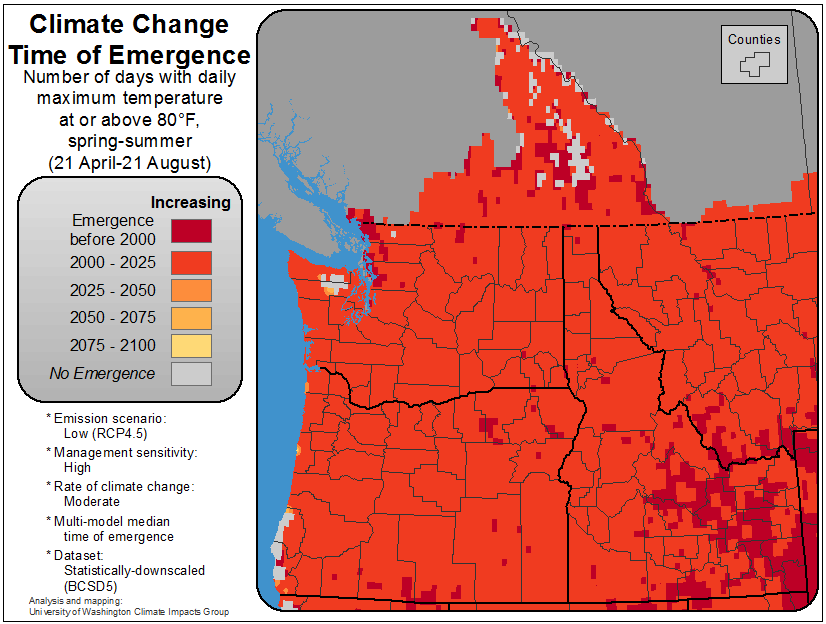 Climate Change
Time of Emergence
Number of days with daily
maximum temperature
at or above 80°F,
spring-summer
(21 April-21 August)
Increasing
Emergence
before 2000
2000 - 2025
2025 - 2050
2050 - 2075
2075 - 2100
No Emergence
* Emission scenario:
Low (RCP4.5)
* Management sensitivity:
High
* Rate of climate change:
Moderate
* Multi-model median
time of emergence
* Dataset:
Statistically-downscaled
(BCSD5)
Analysis and mapping:
University of Washington Climate Impacts Group
Counties